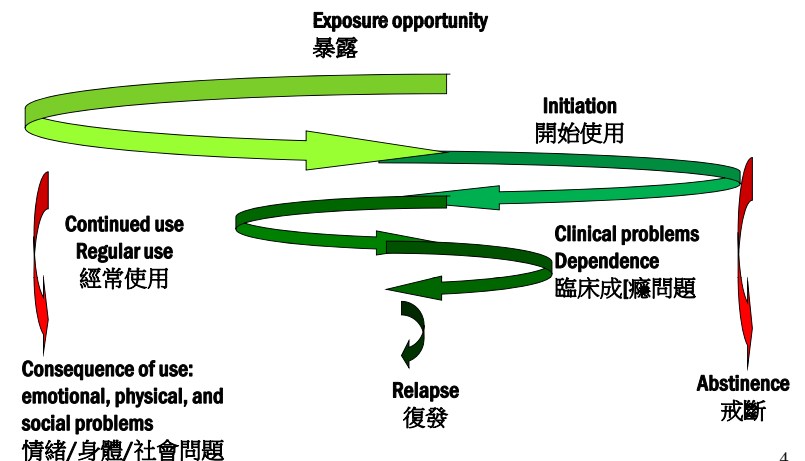 Exposure opportunity
暴露
Initiation
開始使用
Continued use
Regular use
經常使用
Clinical problems
Dependence
臨床成[癮問題
Consequence of use:
emotional, physical, and
social problems
情緒/身體/社會問題
Relapse
復發
Abstinence
戒斷
4